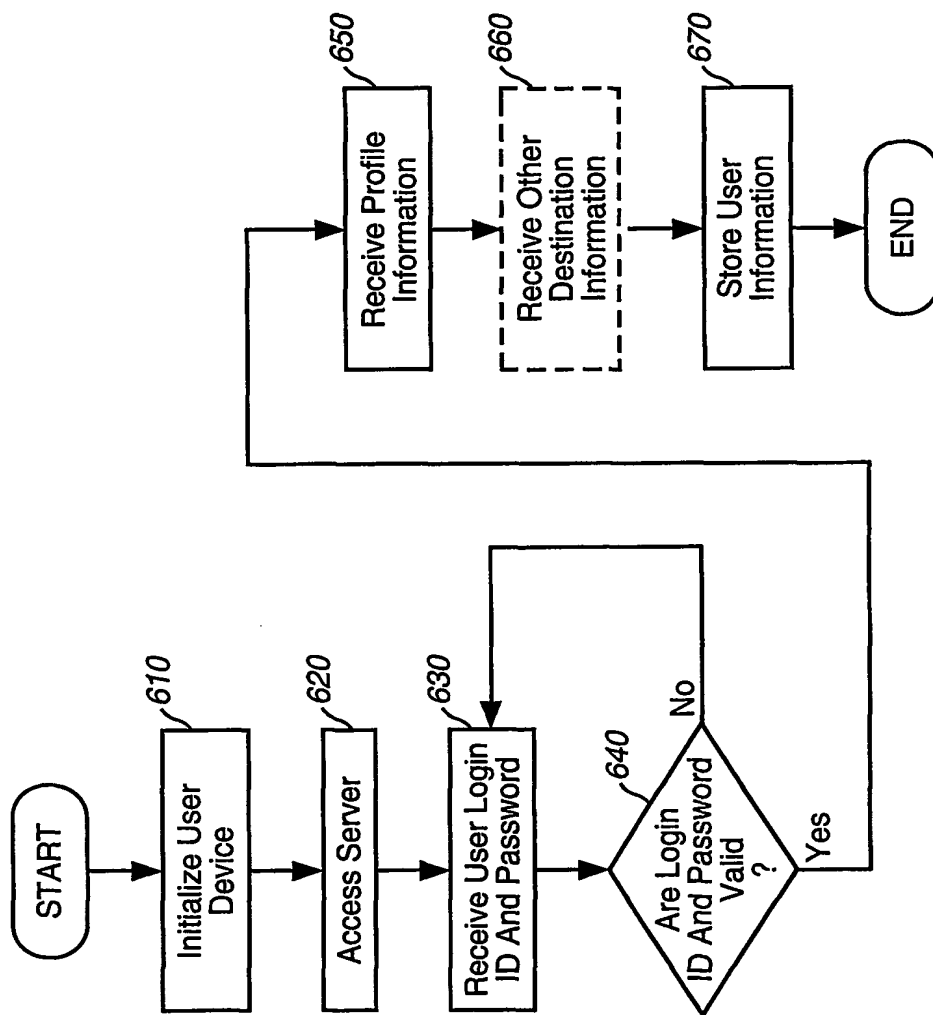 START
610
Initialize User
Device
620
Access Server
630
Receive User Login
ID And Password
640
Are Login
ID And Password
Valid
?
No
Yes
650
Receive Profile
Information
660
Receive Other
Destination
Information
670
Store User
Information
END